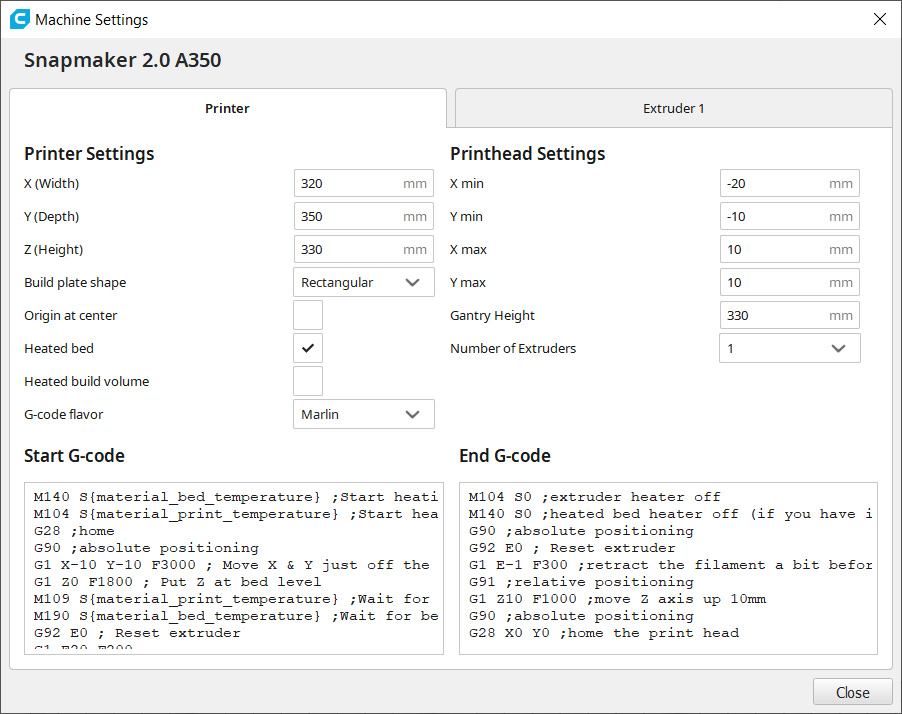 Machine Settings
Snapmaker 2.0 A350
Printer
Extruder 1
Printer Settings
X (Width)
320 mm
Y (Depth)
350 mm
Z (Height)
330 mm
Build plate shape
Rectangular
Origin at center
Heated bed
Heated build volume
G-code flavor
Marlin
Printhead Settings
X min
-20 mm
Y min
-10 mm
X max
10 mm
Y max
10 mm
Gantry Height
330 mm
Number of Extruders
1
Start G-code
M140 S{material_bed_temperature} ;Start heati
M104 S{material_print_temperature} ;Start hea
G28 ;home
G90 ;absolute positioning
G1 X-10 Y-10 F3000 ; Move X & Y just off the
G1 Z0 F1800 ; Put Z at bed level
M109 S{material_print_temperature} ;Wait for
M190 S{material_bed_temperature} ;Wait for be
G92 E0 ; Reset extruder
End G-code
M104 S0 ;extruder heater off
M140 S0 ;heated bed heater off (if you have i
G90 ;absolute positioning
G92 E0 ; Reset extruder
G1 E-1 F300 ;retract the filament a bit befor
G91 ;relative positioning
G1 Z10 F1000 ;move Z axis up 10mm
G90 ;absolute positioning
G28 X0 Y0 ;home the print head
Close